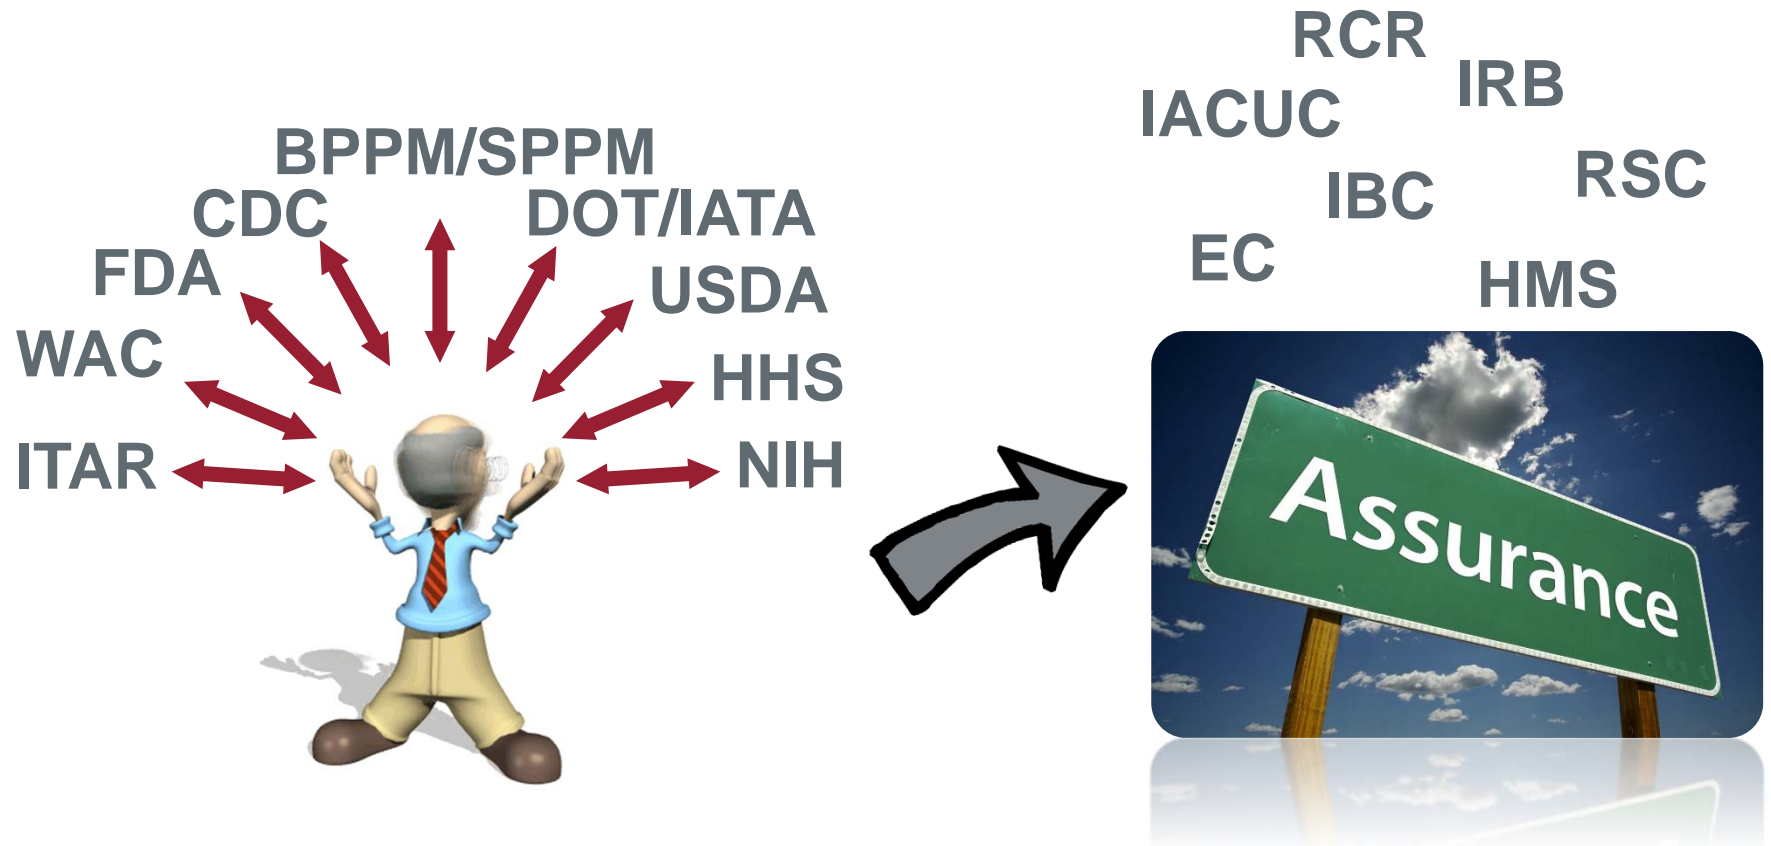 BPPM/SPPM
CDC
DOT/IATA
FDA
USDA
WAC
HHS
ITAR
NIH
RCR
IRB
IACUC
RSC
IBC
EC
HMS
Assurance